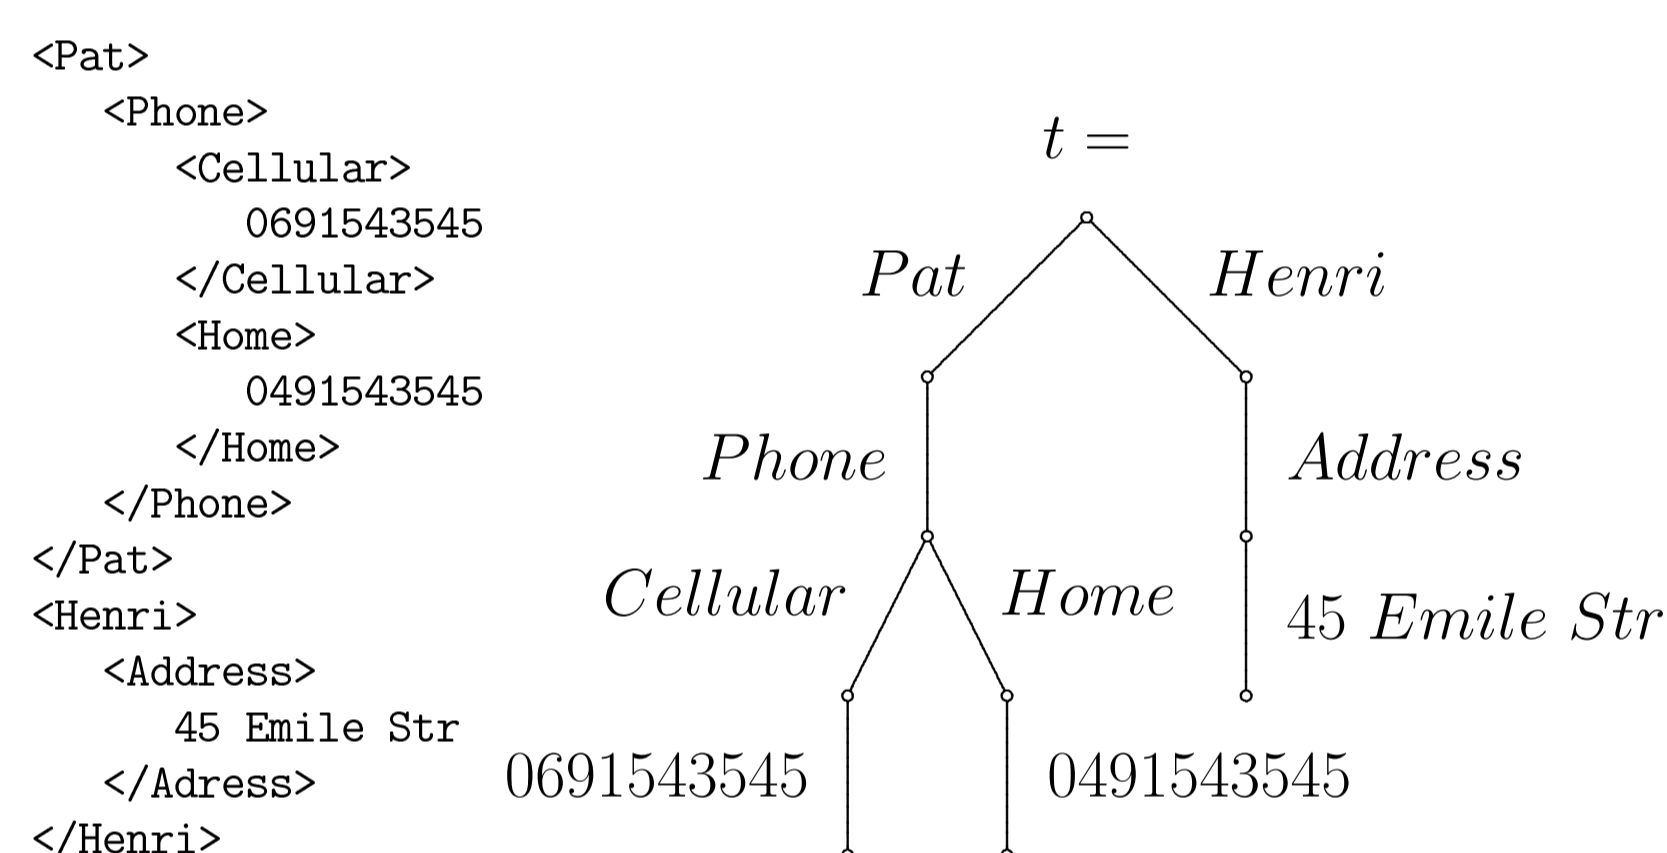 <Pat>
<Phone>
<Cellular>
0691543545
</Cellular>
<Home>
0491543545
</Home>
</Phone>
</Pat>
<Henri>
<Address>
45 Emile Str
</Adress>
</Henri>
t =
Pat Henri
Phone Address
Cellular Home 45 Emile Str
0691543545 0491543545